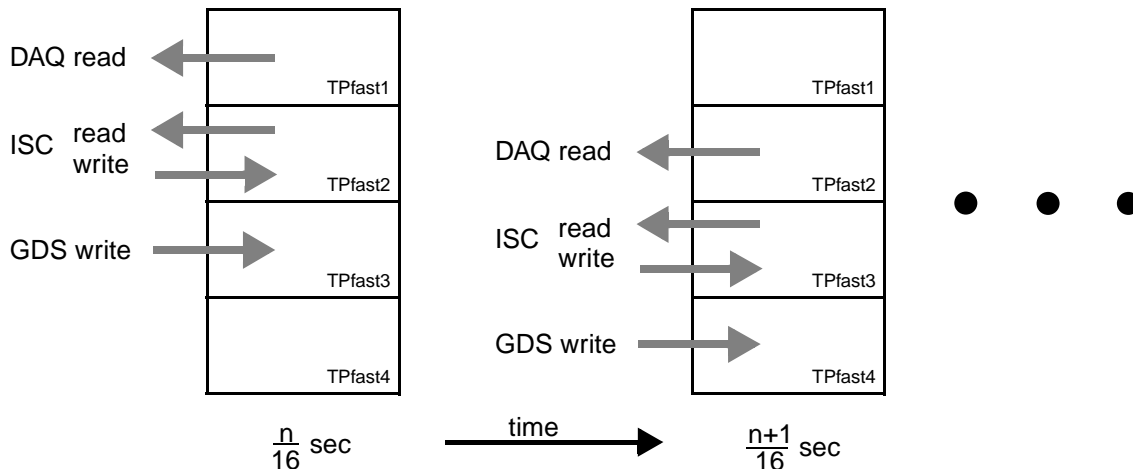 DAQ read
TPfast1
ISC read
write
TPfast2
GDS write
TPfast3
TPfast4
n
16 sec
time
TPfast1
DAQ read
TPfast2
ISC read
write
TPfast3
GDS write
TPfast4
n+1
16 sec